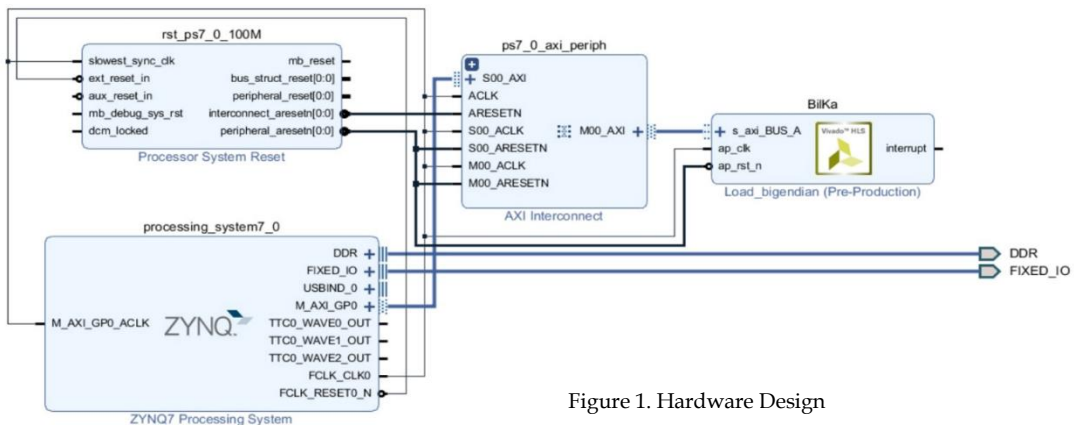 rst_ps7_0_100M
slowest_sync_clk
ext_reset_in
aux_reset_in
mb_debug_sys_rst
dcm_locked
mb_reset
bus_struct_reset[0:0]
peripheral_reset[0:0]
interconnect_aresetn[0:0]
peripheral_aresetn[0:0]
Processor System Reset
ps7_0_axi_periph
S00_AXI
ACLK
ARESETN
S00_ACLK
S00_ARESETN
M00_ACLK
M00_ARESETN
M00_AXI
AXI Interconnect
BilKa
s_axi_BUS_A
ap_clk
ap_rst_n
Vivado™ HLS
interrupt
Load_bigendian (Pre-Production)
processing_system7_0
M_AXI_GP0_ACLK
ZYNQ
DDR
FIXED_IO
USBIND_0
M_AXI_GP0
TTC0_WAVE0_OUT
TTC0_WAVE1_OUT
TTC0_WAVE2_OUT
FCLK_CLK0
FCLK_RESET0_N
ZYNQ7 Processing System
DDR
FIXED_IO
Figure 1. Hardware Design